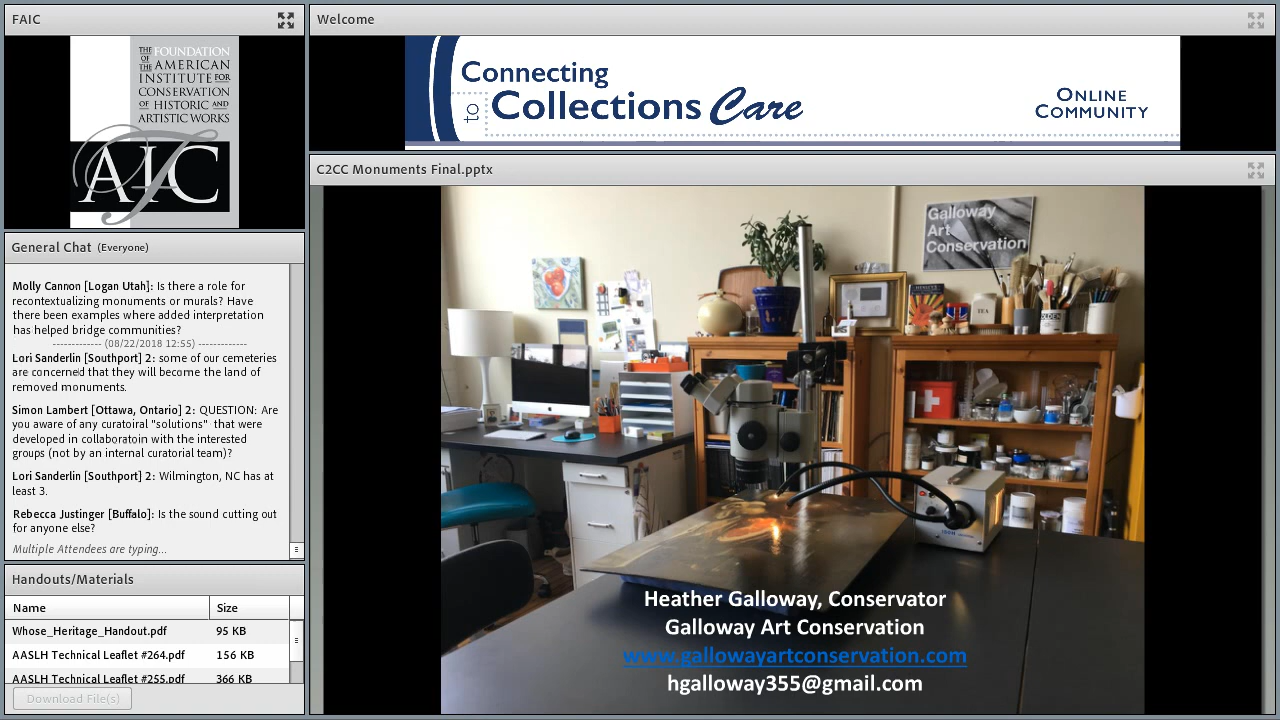 FAIC
THE FOUNDATION
OF THE AMERICAN
INSTITUTE FOR
CONSERVATION
OF HISTORIC AND
ARTISTIC WORKS
AIC
General Chat (Everyone)
Molly Cannon [Logan Utah]: Is there a role for
recontextualizing monuments or murals? Have
there been examples where added interpretation
has helped bridge communities?
------------- (08/22/2018 12:55) -------------
Lori Sanderlin [Southport] 2: some of our cemeteries
are concerned that they will become the land of
removed monuments.
Simon Lambert [Ottawa, Ontario] 2: QUESTION: Are
you aware of any curatoiral "solutions" that were
developed in collaboratoin with the interested
groups (not by an internal curatorial team)?
Lori Sanderlin [Southport] 2: Wilmington, NC has at
least 3.
Rebecca Justinger [Buffalo]: Is the sound cutting out
for anyone else?
Multiple Attendees are typing...
Handouts/Materials
Name Size
Whose_Heritage_Handout.pdf 95 KB
AASLH Technical Leaflet #264.pdf 156 KB
AASLH Technical Leaflet #255.pdf 366 KB
Download File(s)
Welcome
Connecting
to Collections Care
ONLINE
COMMUNITY
C2CC Monuments Final.pptx
Galloway
Art
Conservation
TEA
GOLDEN
Heather Galloway, Conservator
Galloway Art Conservation
www.gallowayartconservation.com
hgalloway355@gmail.com